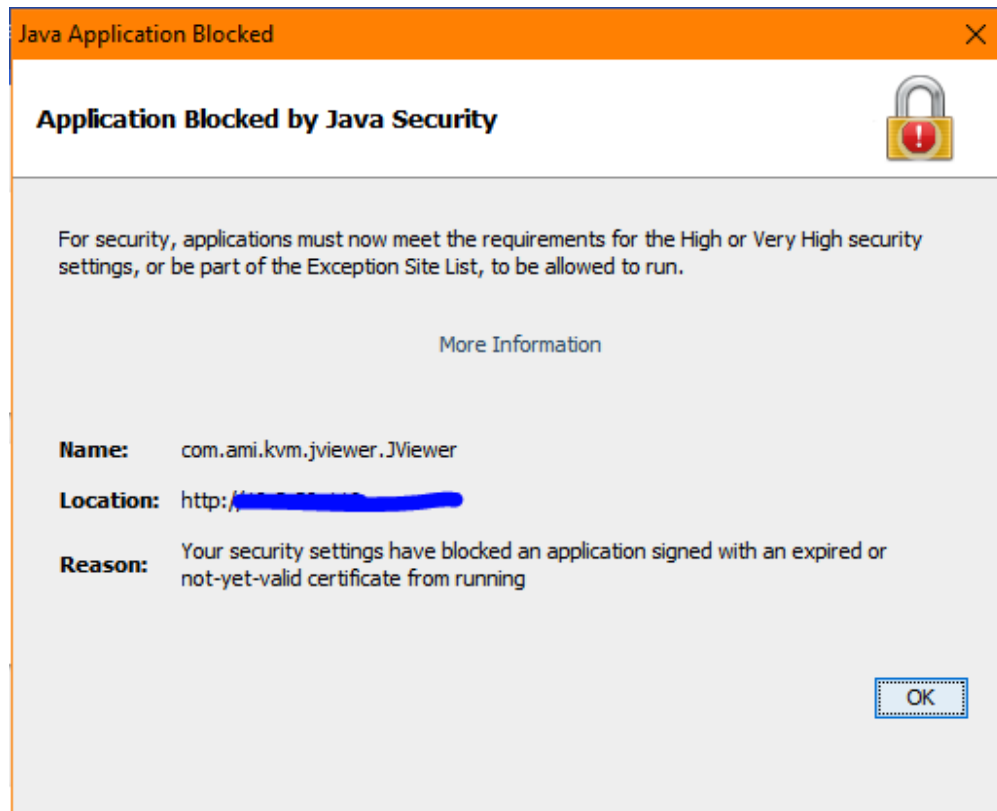 Java Application Blocked
Application Blocked by Java Security
For security, applications must now meet the requirements for the High or Very High security
settings, or be part of the Exception Site List, to be allowed to run.
More Information
Name: com.ami.kvm.jviewer.JViewer
Location: http://
Reason: Your security settings have blocked an application signed with an expired or
not-yet-valid certificate from running
OK